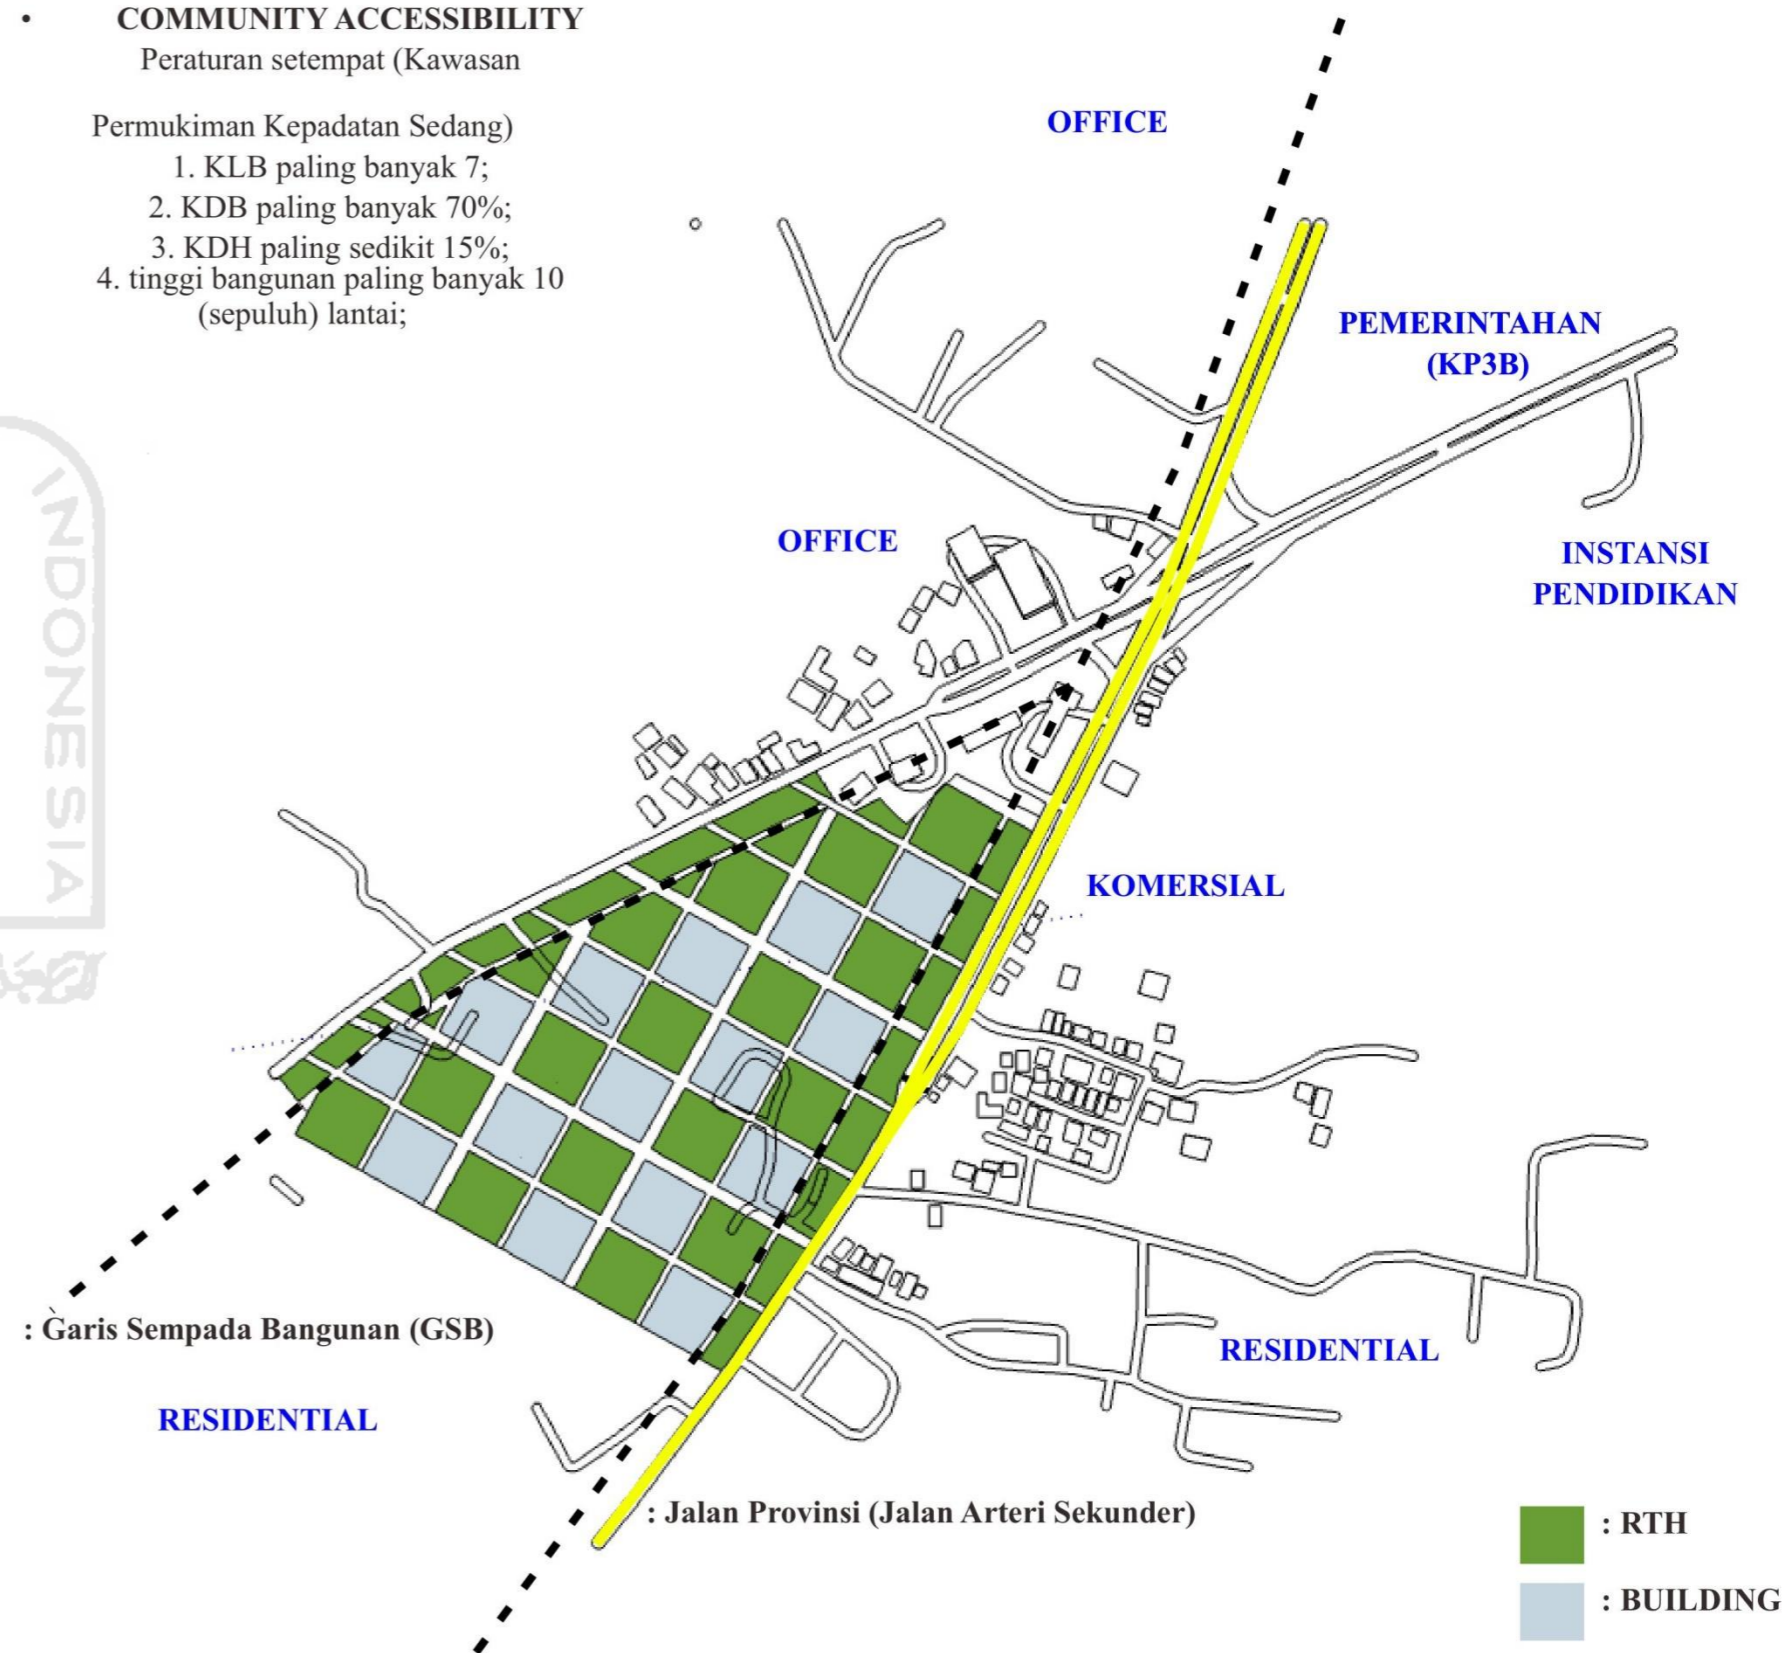 • COMMUNITY ACCESSIBILITY
Peraturan setempat (Kawasan
Permukiman Kepadatan Sedang)
1. KLB paling banyak 7;
2. KDB paling banyak 70%;
3. KDH paling sedikit 15%;
4. tinggi bangunan paling banyak 10
(sepuluh) lantai;
OFFICE
PEMERINTAHAN
(KP3B)
OFFICE
INSTANSI
PENDIDIKAN
INDONESIA
KOMERSIAL
: Garis Sempada Bangunan (GSB)
RESIDENTIAL
RESIDENTIAL
: Jalan Provinsi (Jalan Arteri Sekunder)
: RTH
: BUILDING